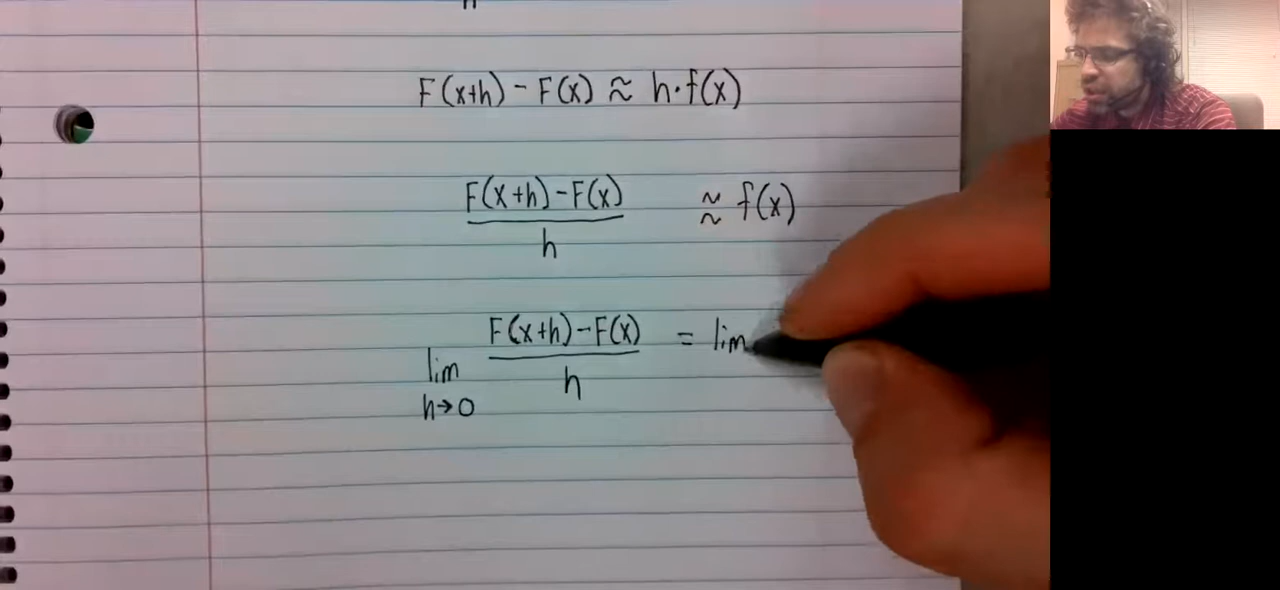 F(x+h) - F(x) ≈ h·f(x)
F(x+h) - F(x) ≈ f(x)
h
F(x+h) - F(x) = lim
lim h
h→0